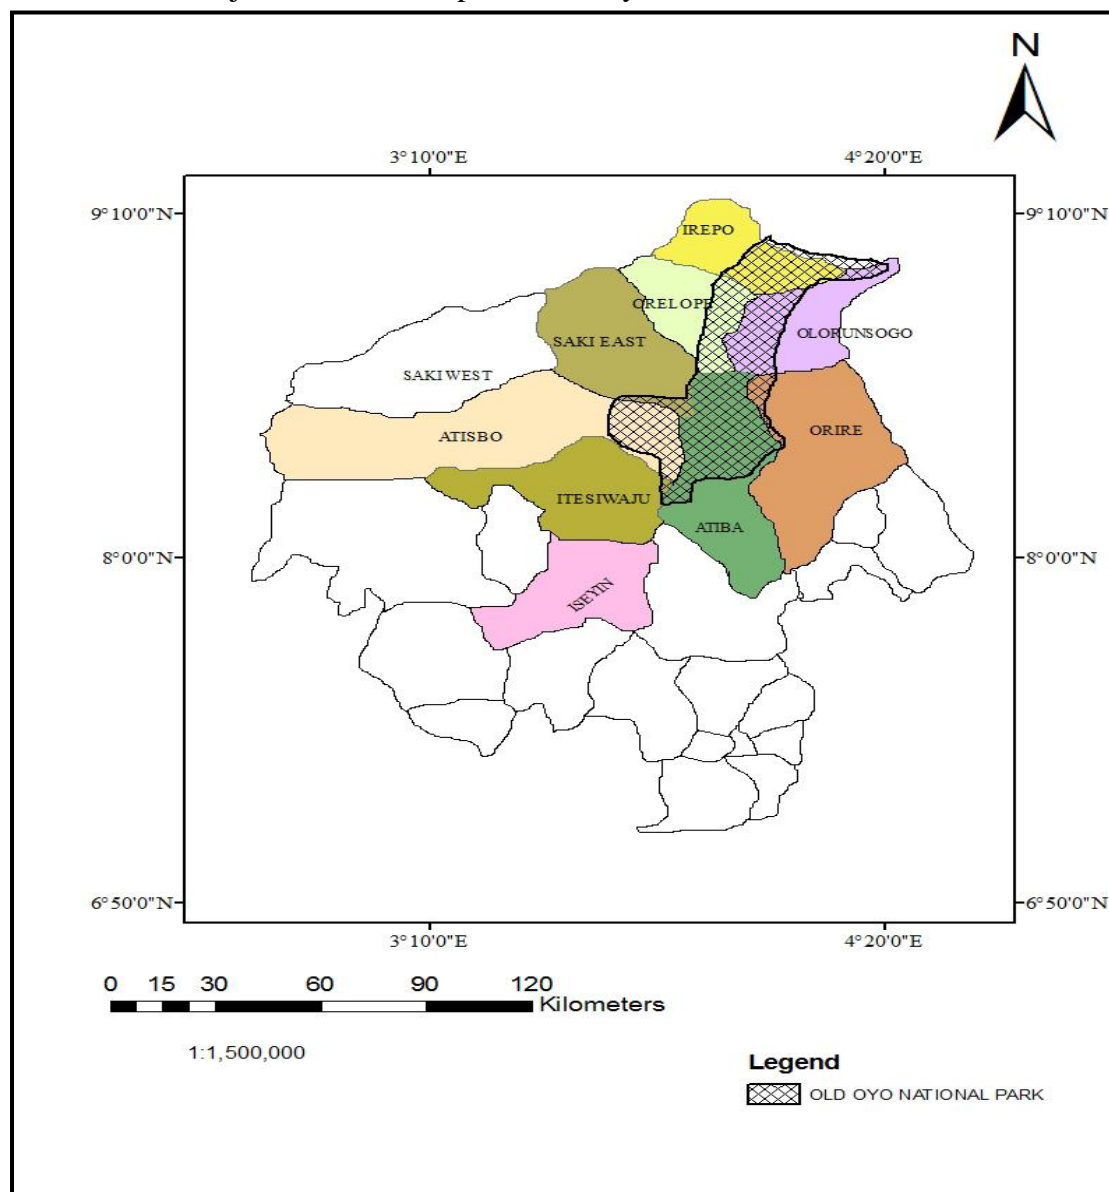 N
3°10'0"E 4°20'0"E
9°10'0"N 9°10'0"N
IREPO
ORELOPE
OLORUNSOGO
SAKI EAST
SAKI WEST
ATISBO
ORIRE
ITESIWAJU
ATIBA
8°0'0"N 8°0'0"N
ISEYIN
6°50'0"N 6°50'0"N
3°10'0"E 4°20'0"E
0 15 30 60 90 120
Kilometers
1:1,500,000
Legend
OLD OYO NATIONAL PARK